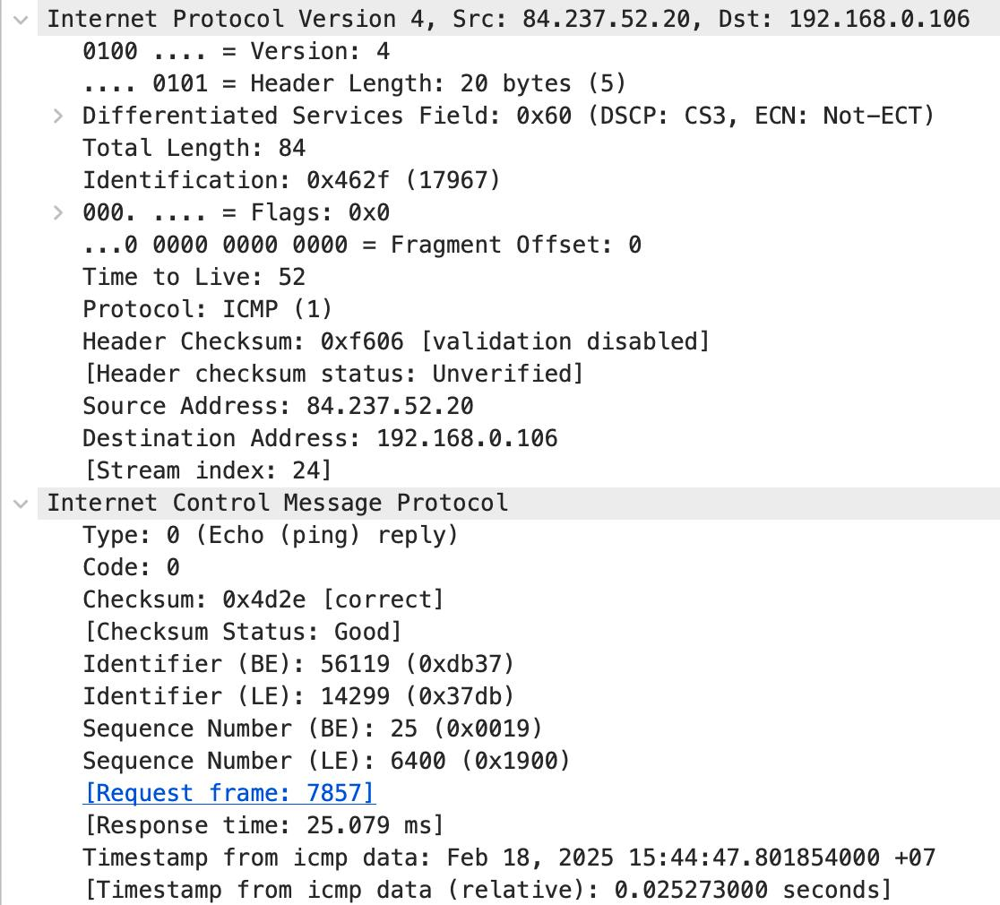 Internet Protocol Version 4, Src: 84.237.52.20, Dst: 192.168.0.106
0100 .... = Version: 4
.... 0101 = Header Length: 20 bytes (5)
Differentiated Services Field: 0x60 (DSCP: CS3, ECN: Not-ECT)
Total Length: 84
Identification: 0x462f (17967)
000. .... = Flags: 0x0
...0 0000 0000 0000 = Fragment Offset: 0
Time to Live: 52
Protocol: ICMP (1)
Header Checksum: 0xf606 [validation disabled]
[Header checksum status: Unverified]
Source Address: 84.237.52.20
Destination Address: 192.168.0.106
[Stream index: 24]
Internet Control Message Protocol
Type: 0 (Echo (ping) reply)
Code: 0
Checksum: 0x4d2e [correct]
[Checksum Status: Good]
Identifier (BE): 56119 (0xdb37)
Identifier (LE): 14299 (0x37db)
Sequence Number (BE): 25 (0x0019)
Sequence Number (LE): 6400 (0x1900)
[Request frame: 7857]
[Response time: 25.079 ms]
Timestamp from icmp data: Feb 18, 2025 15:44:47.801854000 +07
[Timestamp from icmp data (relative): 0.025273000 seconds]